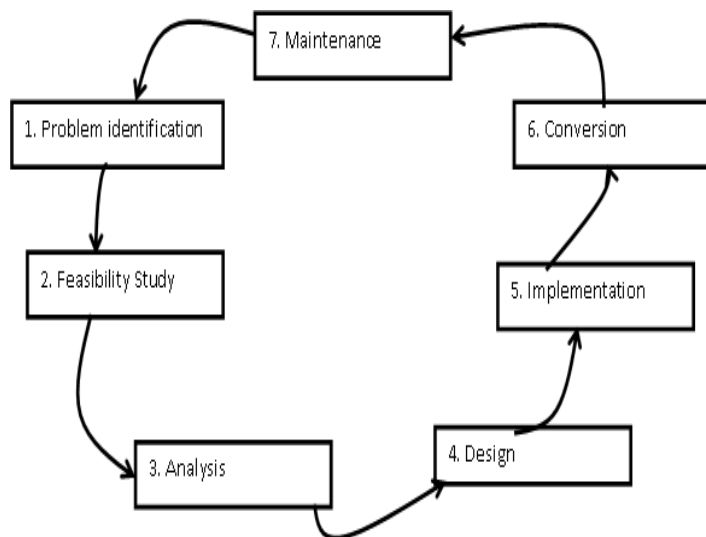 7. Maintenance
1. Problem identification
6. Conversion
2. Feasibility Study
5. Implementation
3. Analysis
4. Design